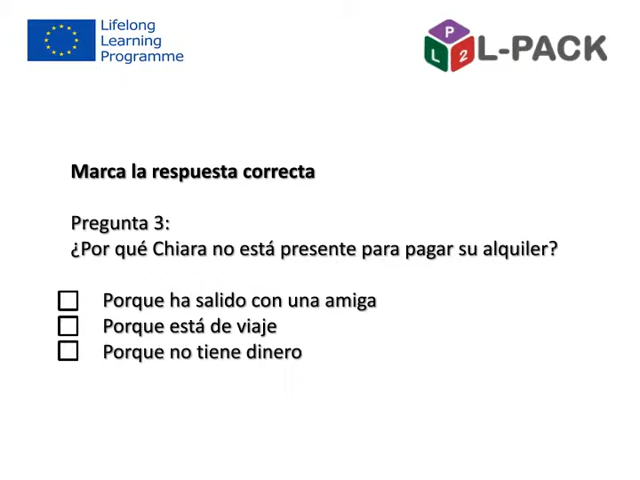 Lifelong
Learning
Programme
P
L
2
L-PACK
Marca la respuesta correcta
Pregunta 3:
¿Por qué Chiara no está presente para pagar su alquiler?
Porque ha salido con una amiga
Porque está de viaje
Porque no tiene dinero